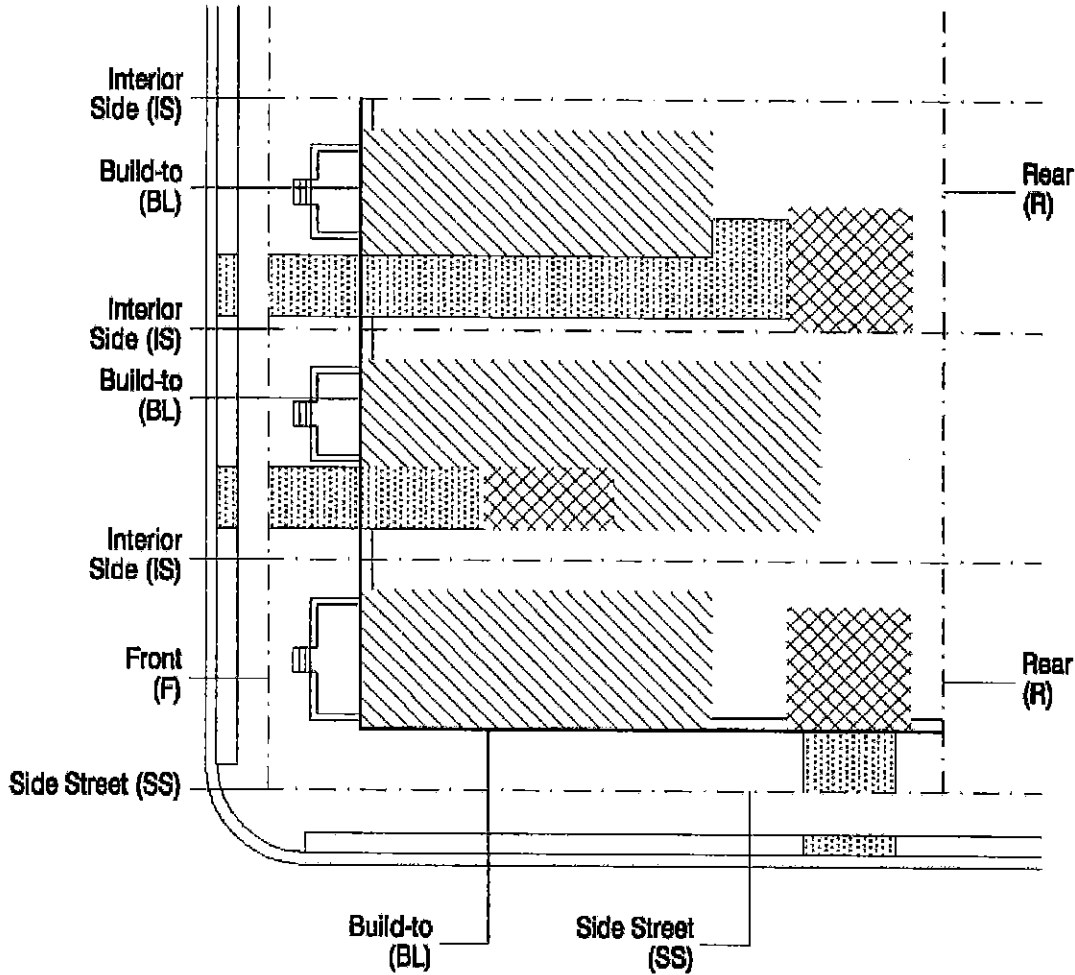 Interior
Side (IS)
Build-to
(BL)
Rear
(R)
Interior
Side (IS)
Build-to
(BL)
Interior
Side (IS)
Front
(F)
Rear
(R)
Side Street (SS)
Build-to
(BL)
Side Street
(SS)